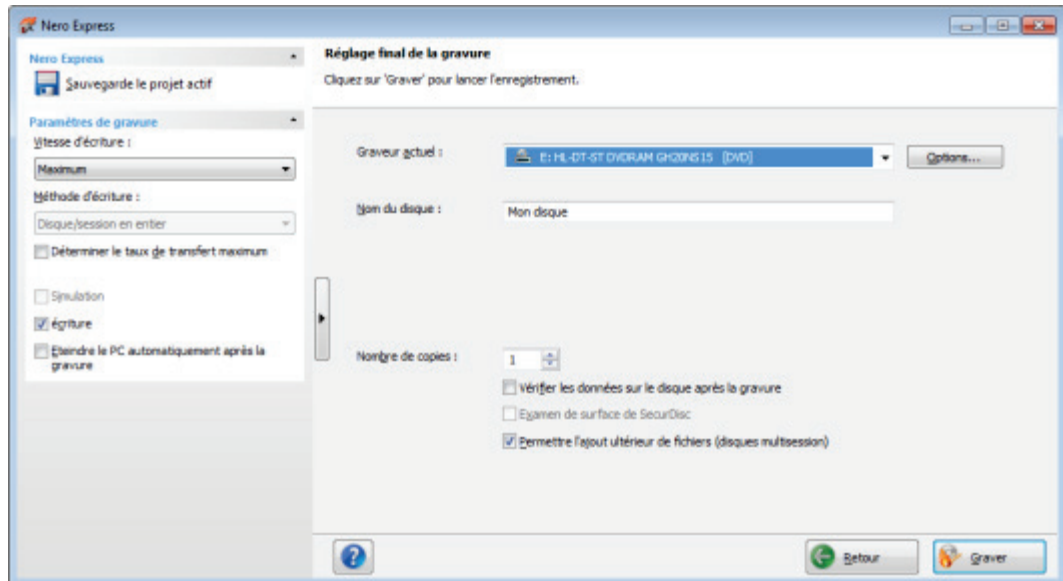 Nero Express
Nero Express
Sauvegarde le projet actif
Paramètres de gravure
Vitesse d'écriture :
Maximum
Méthode d'écriture :
Disque/session en entier
Déterminer le taux de transfert maximum
Simulation
écriture
Eteindre le PC automatiquement après la
gravure
Réglage final de la gravure
Cliquez sur 'Graver' pour lancer l'enregistrement.
Graveur actuel :
E: HL-DT-ST DVDRAM GH20NS15 [DVD]
Options...
Nom du disque :
Mon disque
Nombre de copies :
1
Vérifier les données sur le disque après la gravure
Examen de surface de SecurDisc
Permettre l'ajout ultérieur de fichiers (disques multisession)
Retour
Graver